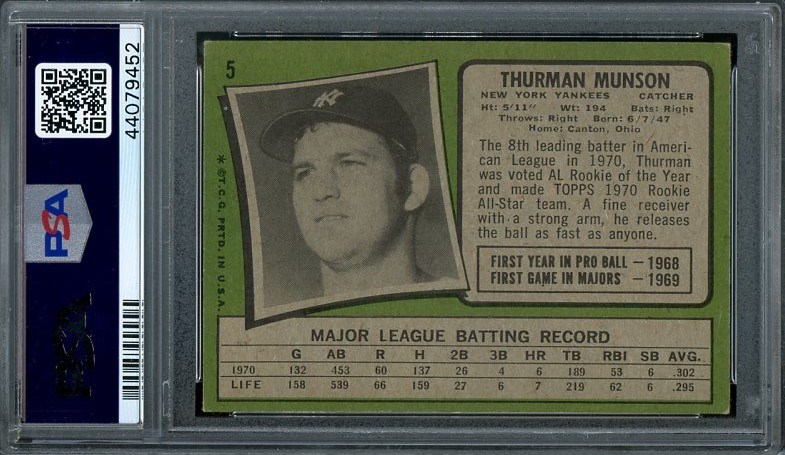 44079452
PSA
PSA
5
NY
* ©T.C.G. PRTD. IN U.S.A.
THURMAN MUNSON
NEW YORK YANKEES CATCHER
Ht: 5'11" Wt: 194 Bats: Right
Throws: Right Born: 6/7/47
Home: Canton, Ohio
The 8th leading batter in Ameri-
can League in 1970, Thurman
was voted AL Rookie of the Year
and made TOPPS 1970 Rookie
All-Star team. A fine receiver
with a strong arm, he releases
the ball as fast as anyone.
FIRST YEAR IN PRO BALL — 1968
FIRST GAME IN MAJORS — 1969
MAJOR LEAGUE BATTING RECORD
G AB R H 2B 3B HR TB RBI SB AVG.
1970 132 453 60 137 26 4 6 189 53 6 .302
LIFE 158 539 66 159 27 6 7 219 62 6 .295